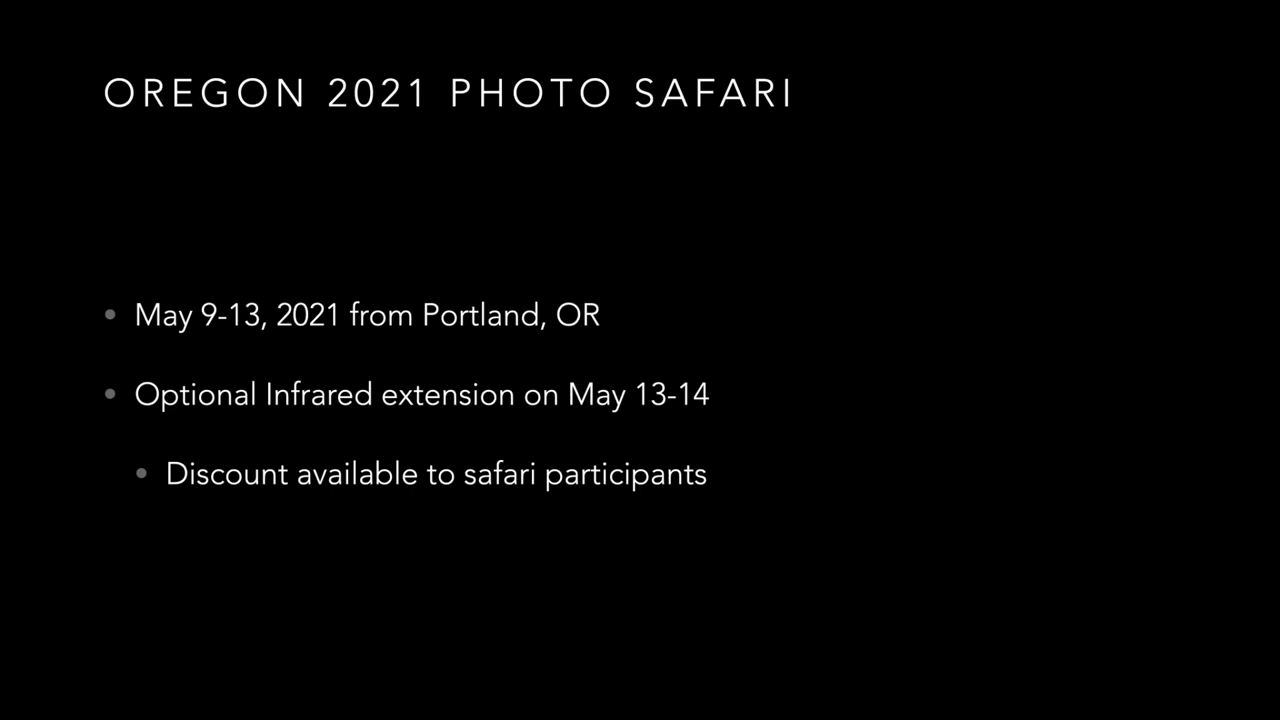 OREGON 2021 PHOTO SAFARI
• May 9-13, 2021 from Portland, OR
• Optional Infrared extension on May 13-14
• Discount available to safari participants